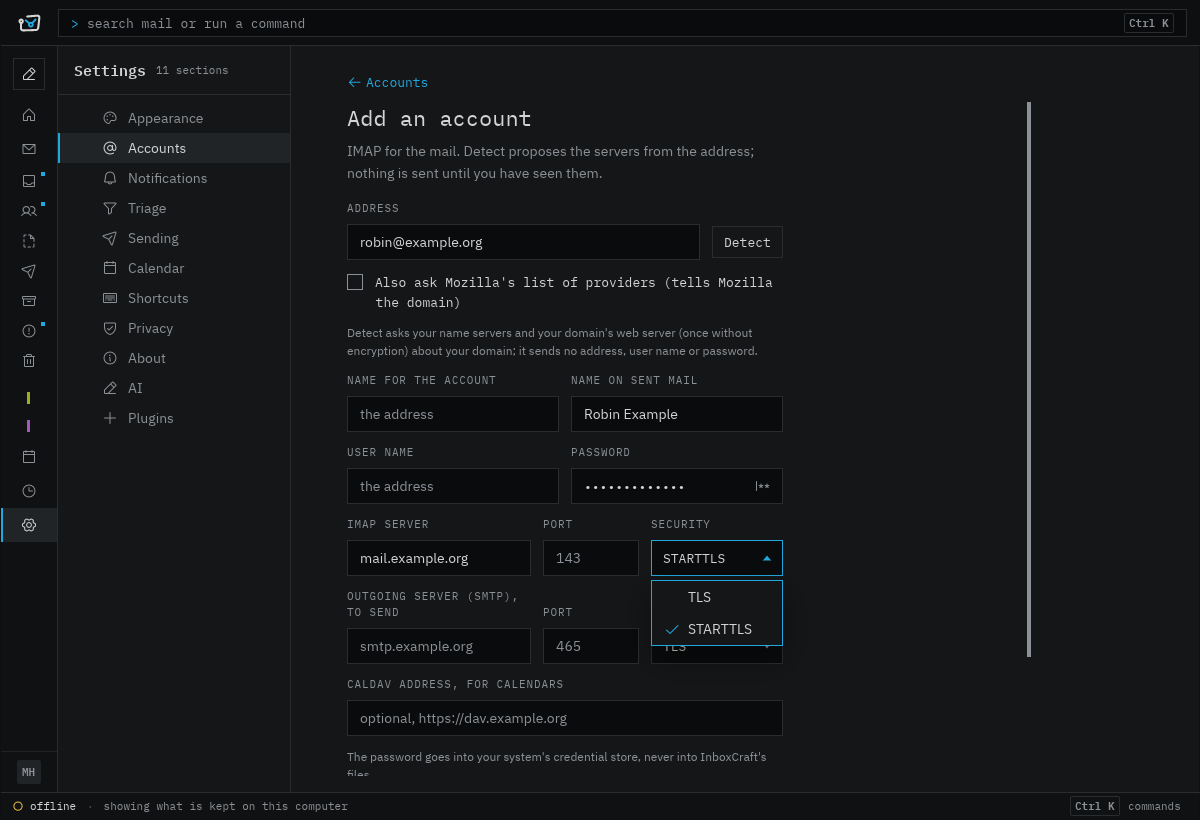 > search mail or run a command
Ctrl K
Settings 11 sections
Appearance
Accounts
Notifications
Triage
Sending
Calendar
Shortcuts
Privacy
About
AI
Plugins
MH
← Accounts
Add an account
IMAP for the mail. Detect proposes the servers from the address;
nothing is sent until you have seen them.
ADDRESS
robin@example.org
Detect
Also ask Mozilla's list of providers (tells Mozilla
the domain)
Detect asks your name servers and your domain's web server (once without
encryption) about your domain; it sends no address, user name or password.
NAME FOR THE ACCOUNT
NAME ON SENT MAIL
the address
Robin Example
USER NAME
PASSWORD
the address
•••••••••••••
IMAP SERVER
PORT
SECURITY
mail.example.org
143
STARTTLS
TLS
STARTTLS
OUTGOING SERVER (SMTP),
TO SEND
PORT
smtp.example.org
465
TLS
CALDAV ADDRESS, FOR CALENDARS
optional, https://dav.example.org
The password goes into your system's credential store, never into InboxCraft's
files.
offline · showing what is kept on this computer
Ctrl K commands